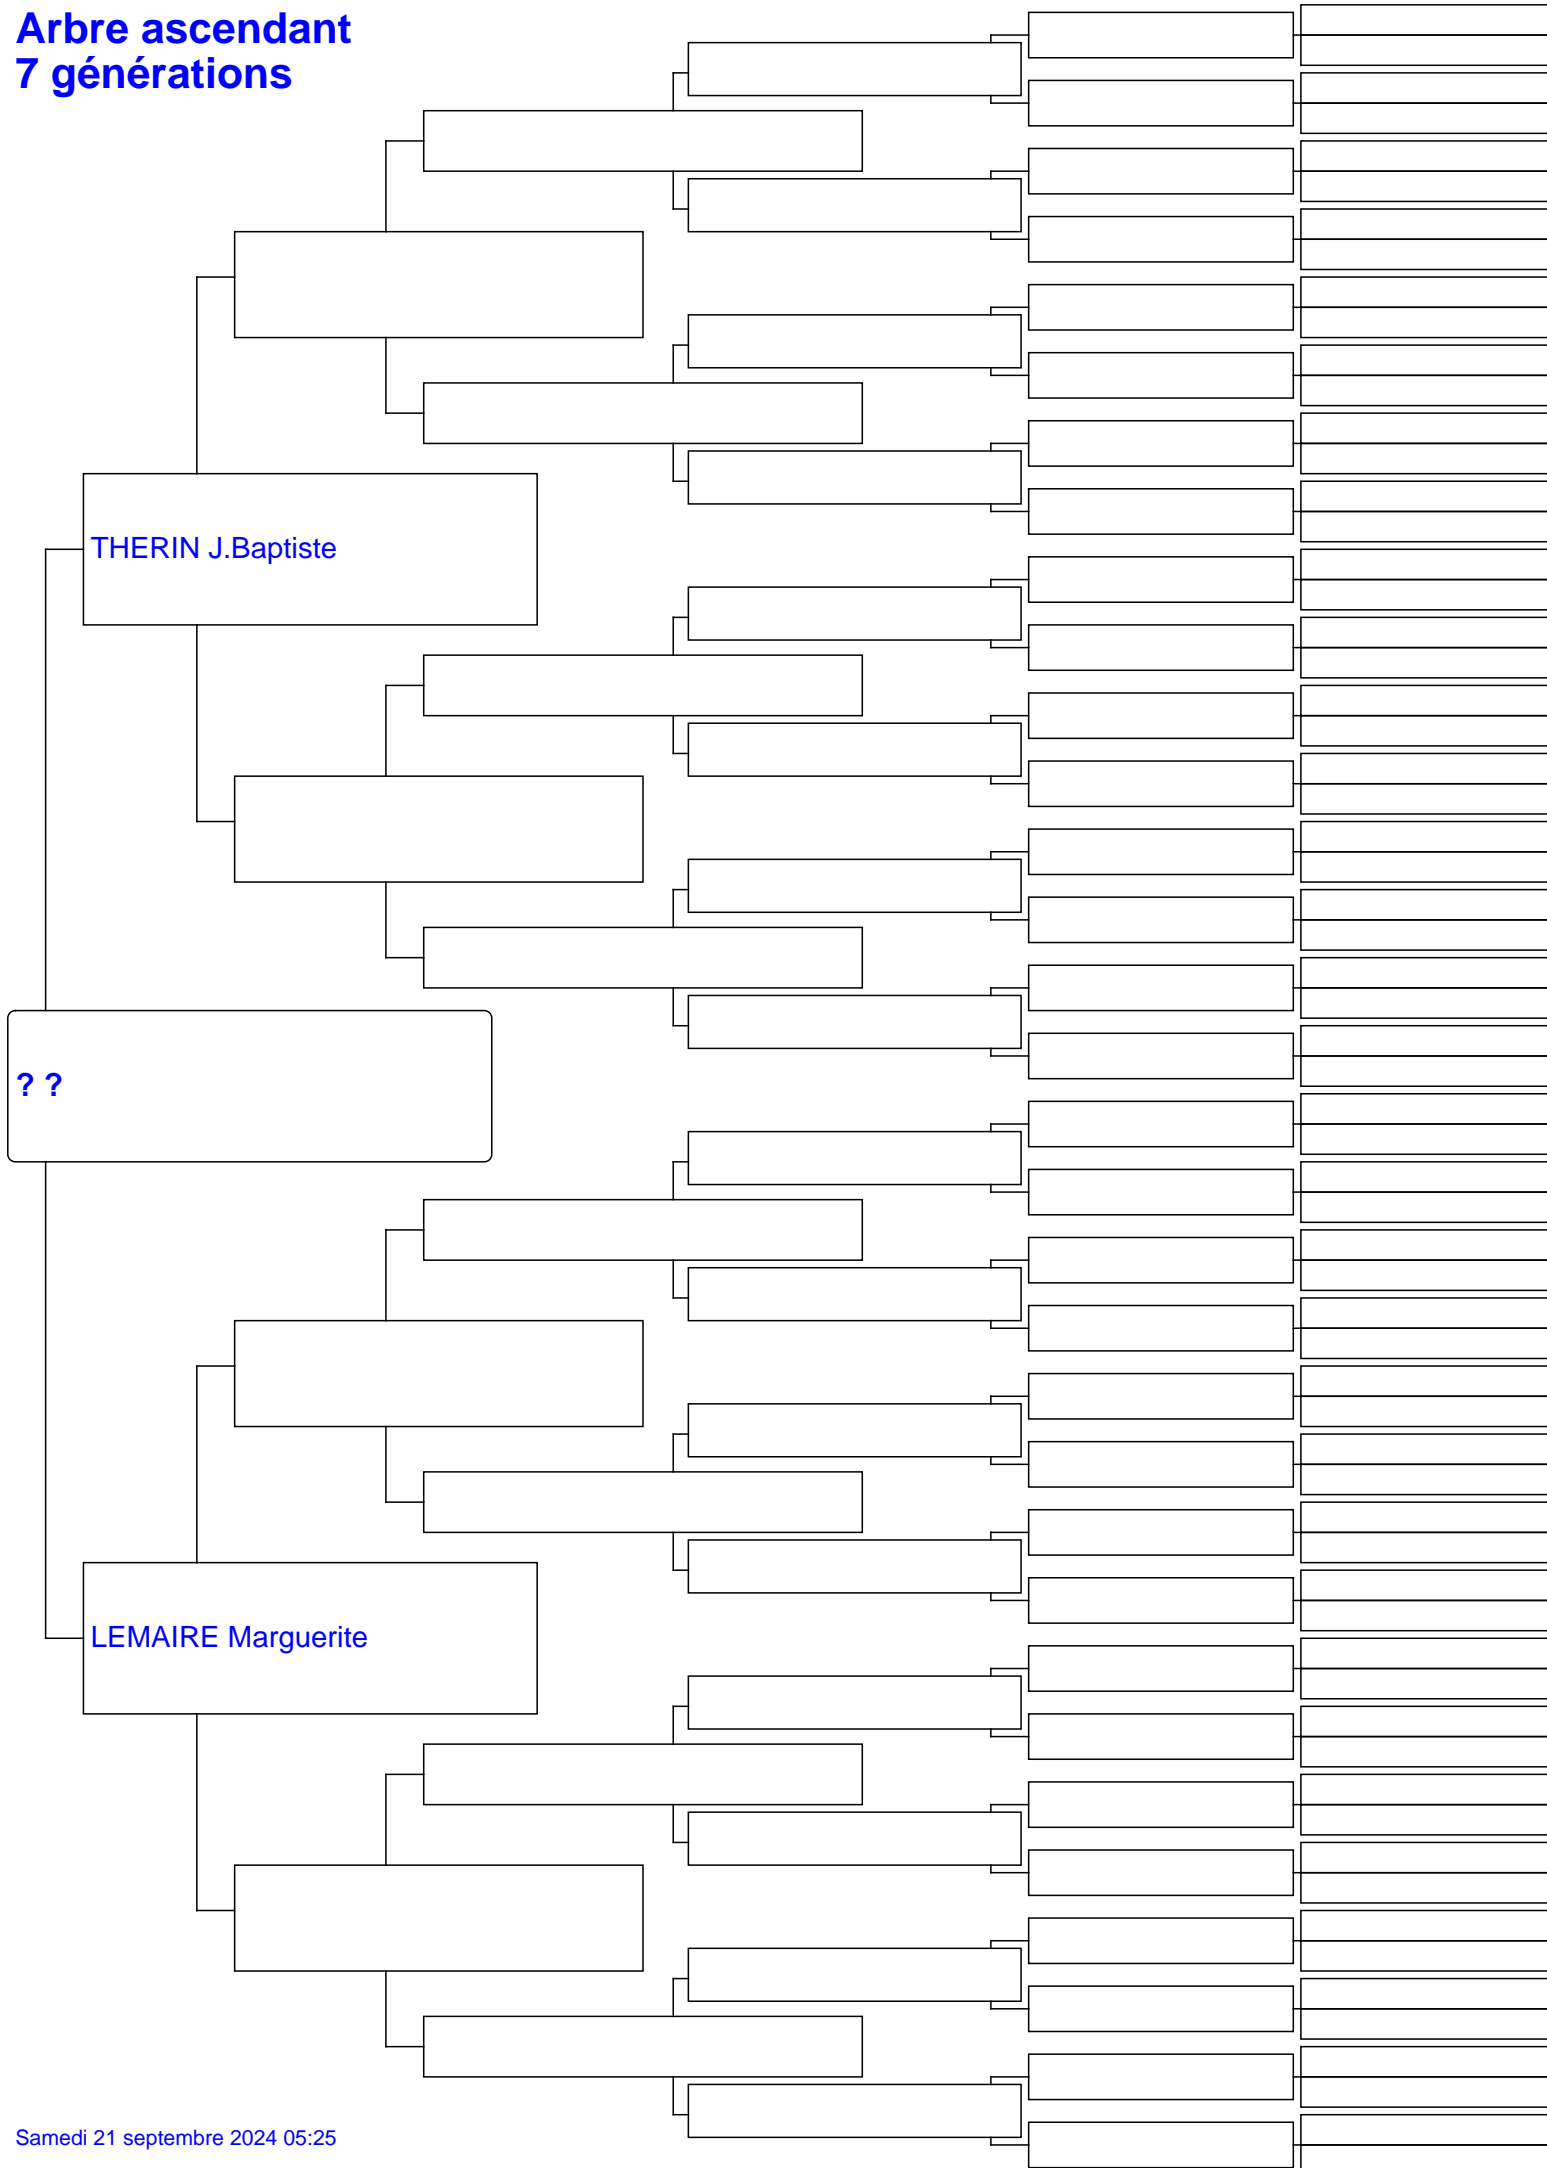 Arbre ascendant
7 générations
THERIN J.Baptiste
? ?
LEMAIRE Marguerite
Samedi 21 septembre 2024 05:25